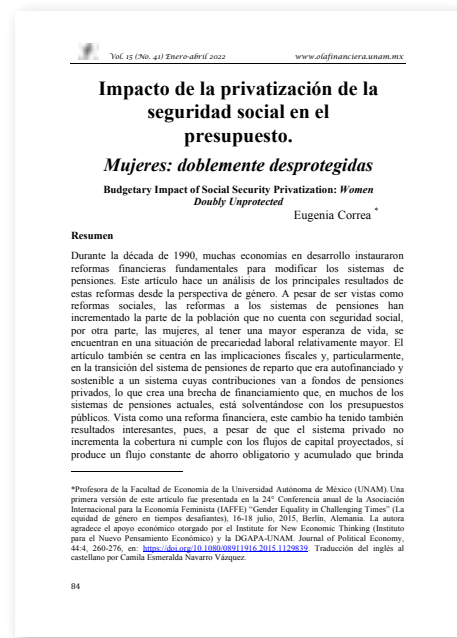 Vol. 15 (No. 41) Enero-abril 2022 www.olafinanciera.unam.mx
Impacto de la privatización de la
seguridad social en el
presupuesto.
Mujeres: doblemente desprotegidas
Budgetary Impact of Social Security Privatization: Women
Doubly Unprotected
Eugenia Correa *
Resumen
Durante la década de 1990, muchas economías en desarrollo instauraron
reformas financieras fundamentales para modificar los sistemas de
pensiones. Este artículo hace un análisis de los principales resultados de
estas reformas desde la perspectiva de género. A pesar de ser vistas como
reformas sociales, las reformas a los sistemas de pensiones han
incrementado la parte de la población que no cuenta con seguridad social,
por otra parte, las mujeres, al tener una mayor esperanza de vida, se
encuentran en una situación de precariedad laboral relativamente mayor. El
artículo también se centra en las implicaciones fiscales y, particularmente,
en la transición del sistema de pensiones de reparto que era autofinanciado y
sostenible a un sistema cuyas contribuciones van a fondos de pensiones
privados, lo que crea una brecha de financiamiento que, en muchos de los
sistemas de pensiones actuales, está solventándose con los presupuestos
públicos. Vista como una reforma financiera, este cambio ha tenido también
resultados interesantes, pues, a pesar de que el sistema privado no
incrementa la cobertura ni cumple con los flujos de capital proyectados, sí
produce un flujo constante de ahorro obligatorio y acumulado que brinda
*Profesora de la Facultad de Economía de la Universidad Autónoma de México (UNAM). Una
primera versión de este artículo fue presentada en la 24° Conferencia anual de la Asociación
Internacional para la Economía Feminista (IAFFE) “Gender Equality in Challenging Times” (La
equidad de género en tiempos desafiantes), 16-18 julio, 2015, Berlín, Alemania. La autora
agradece el apoyo económico otorgado por el Institute for New Economic Thinking (Instituto
para el Nuevo Pensamiento Económico) y la DGAPA-UNAM. Journal of Political Economy,
44:4, 260-276, en: https://doi.org/10.1080/08911916.2015.1129839. Traducción del inglés al
castellano por Camila Esmeralda Navarro Vázquez.
84